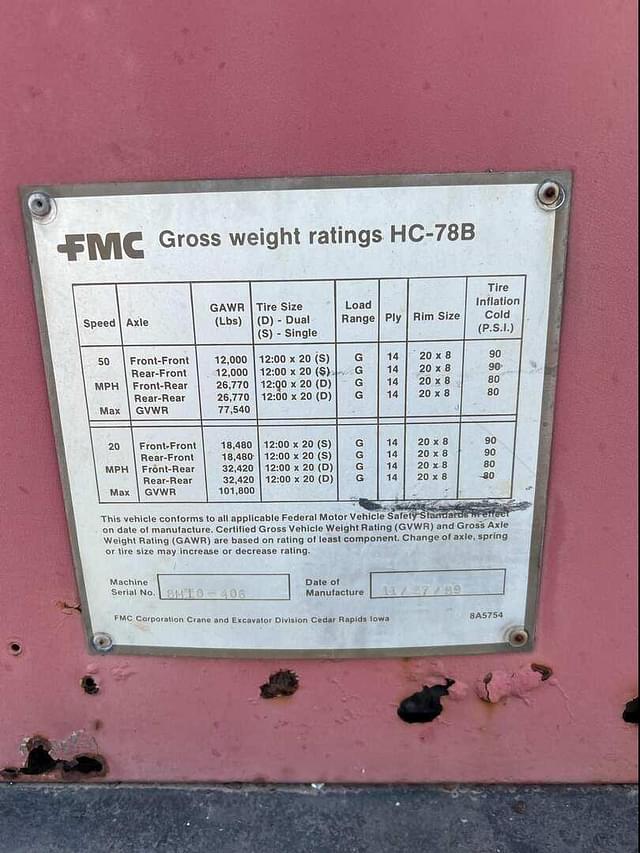 FMC Gross weight ratings HC-78B
Speed Axle GAWR (Lbs) Tire Size (D) - Dual (S) - Single Load Range Ply Rim Size Tire Inflation Cold (P.S.I.)
50 Front-Front 12,000 12:00 x 20 (S) G 14 20 x 8 90
Rear-Front 12,000 12:00 x 20 (S) G 14 20 x 8 90
MPH Front-Rear 26,770 12:00 x 20 (D) G 14 20 x 8 80
Rear-Rear 26,770 12:00 x 20 (D) G 14 20 x 8 80
Max GVWR 77,540
20 Front-Front 18,480 12:00 x 20 (S) G 14 20 x 8 90
Rear-Front 18,480 12:00 x 20 (S) G 14 20 x 8 90
MPH Front-Rear 32,420 12:00 x 20 (D) G 14 20 x 8 80
Rear-Rear 32,420 12:00 x 20 (D) G 14 20 x 8 80
Max GVWR 101,800
This vehicle conforms to all applicable Federal Motor Vehicle Safety Standards in effect
on date of manufacture. Certified Gross Vehicle Weight Rating (GVWR) and Gross Axle
Weight Rating (GAWR) are based on rating of least component. Change of axle, spring
or tire size may increase or decrease rating.
Machine Serial No.
Date of Manufacture
FMC Corporation Crane and Excavator Division Cedar Rapids Iowa 8A5754